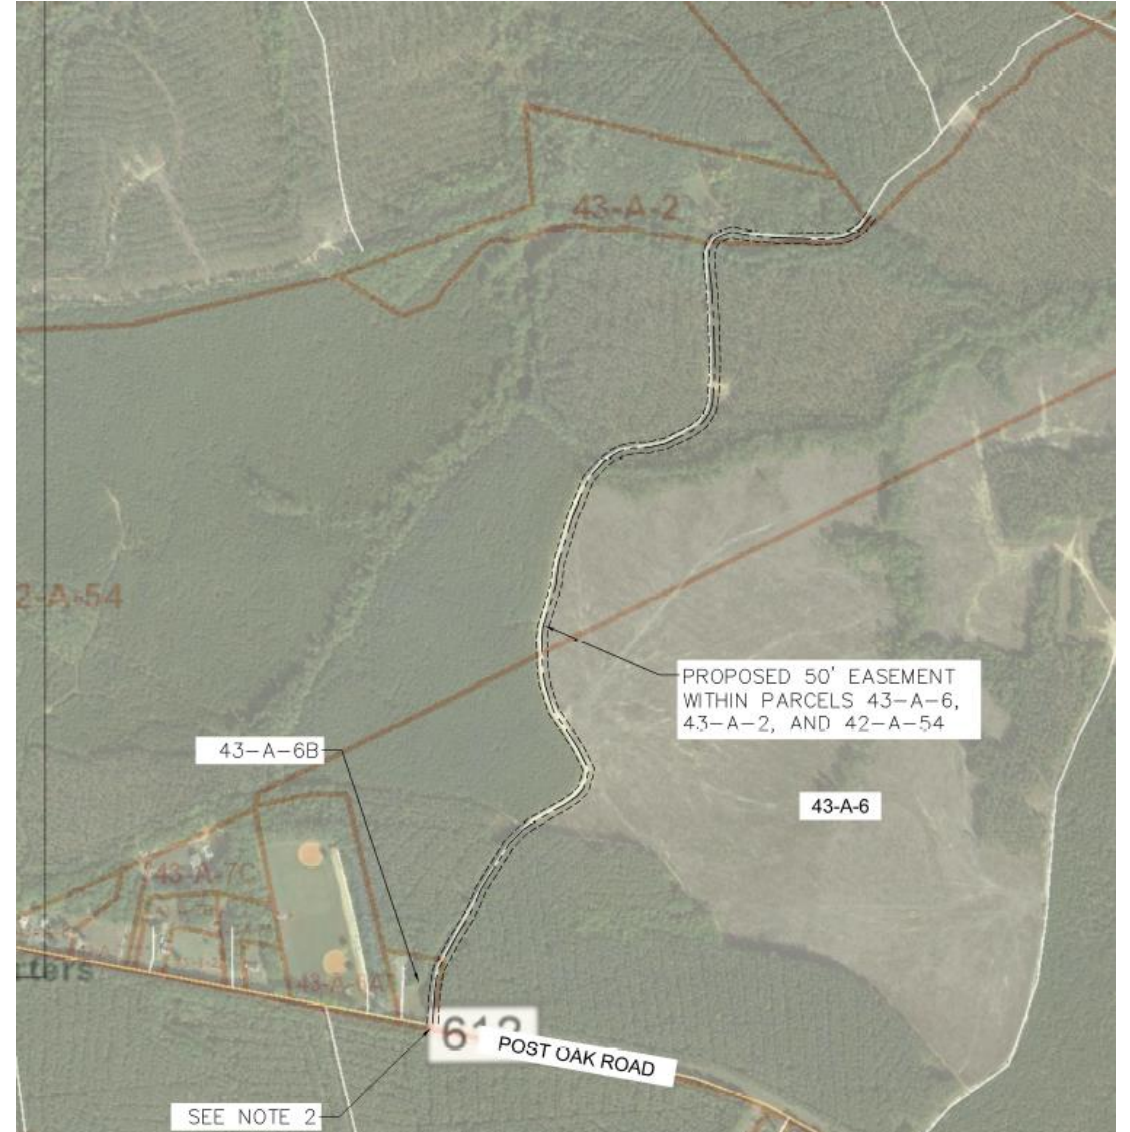 43-A-2
2-A-54
PROPOSED 50' EASEMENT
WITHIN PARCELS 43-A-6,
43-A-2, AND 42-A-54
43-A-6B
43-A-6
43-A-7C
rters
POST OAK ROAD
SEE NOTE 2